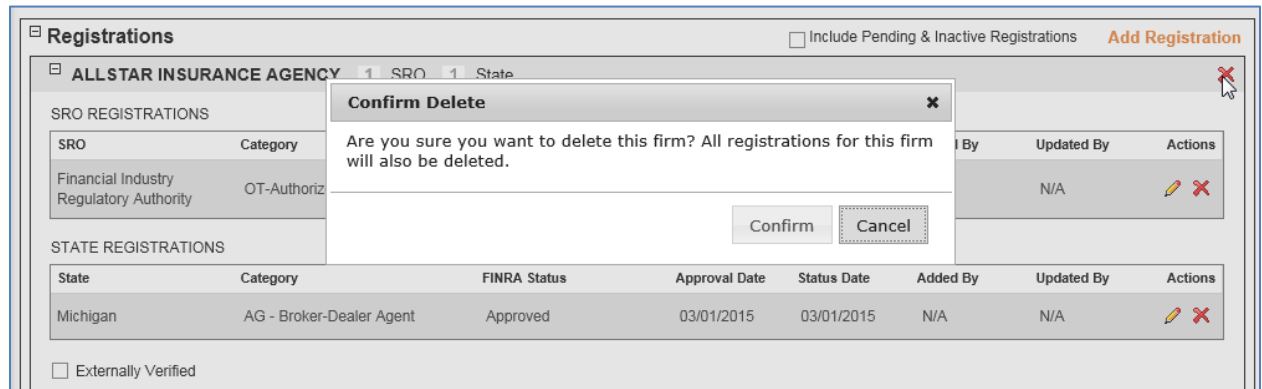 Registrations Include Pending & Inactive Registrations Add Registration
ALLSTAR INSURANCE AGENCY 1 SRO 1 State
SRO REGISTRATIONS
Confirm Delete
Are you sure you want to delete this firm? All registrations for this firm
will also be deleted.
Confirm Cancel
SRO Category By Updated By Actions
Financial Industry
Regulatory Authority
OT-Authoriz N/A
STATE REGISTRATIONS
State Category FINRA Status Approval Date Status Date Added By Updated By Actions
Michigan AG - Broker-Dealer Agent Approved 03/01/2015 03/01/2015 N/A N/A
Externally Verified